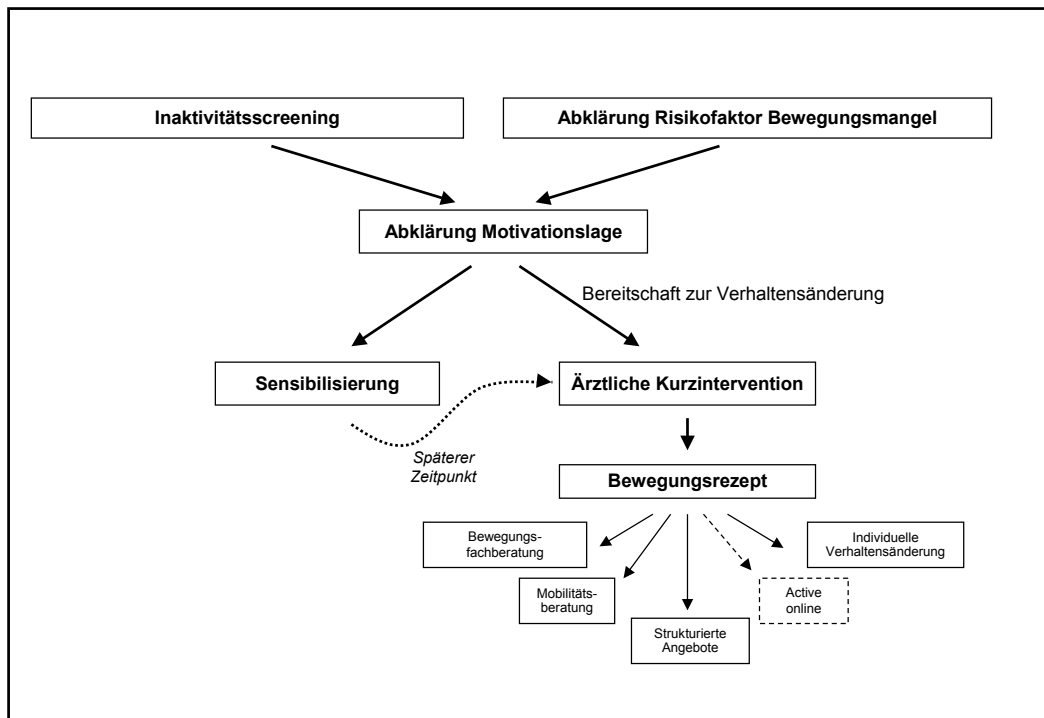 Inaktivitätsscreening
Abklärung Risikofaktor Bewegungsmangel
Abklärung Motivationslage
Bereitschaft zur Verhaltensänderung
Sensibilisierung
Ärztliche Kurzintervention
Späterer
Zeitpunkt
Bewegungsrezept
Bewegungs-
fachberatung
Individuelle
Verhaltensänderung
Mobilitäts-
beratung
Active
online
Strukturierte
Angebote